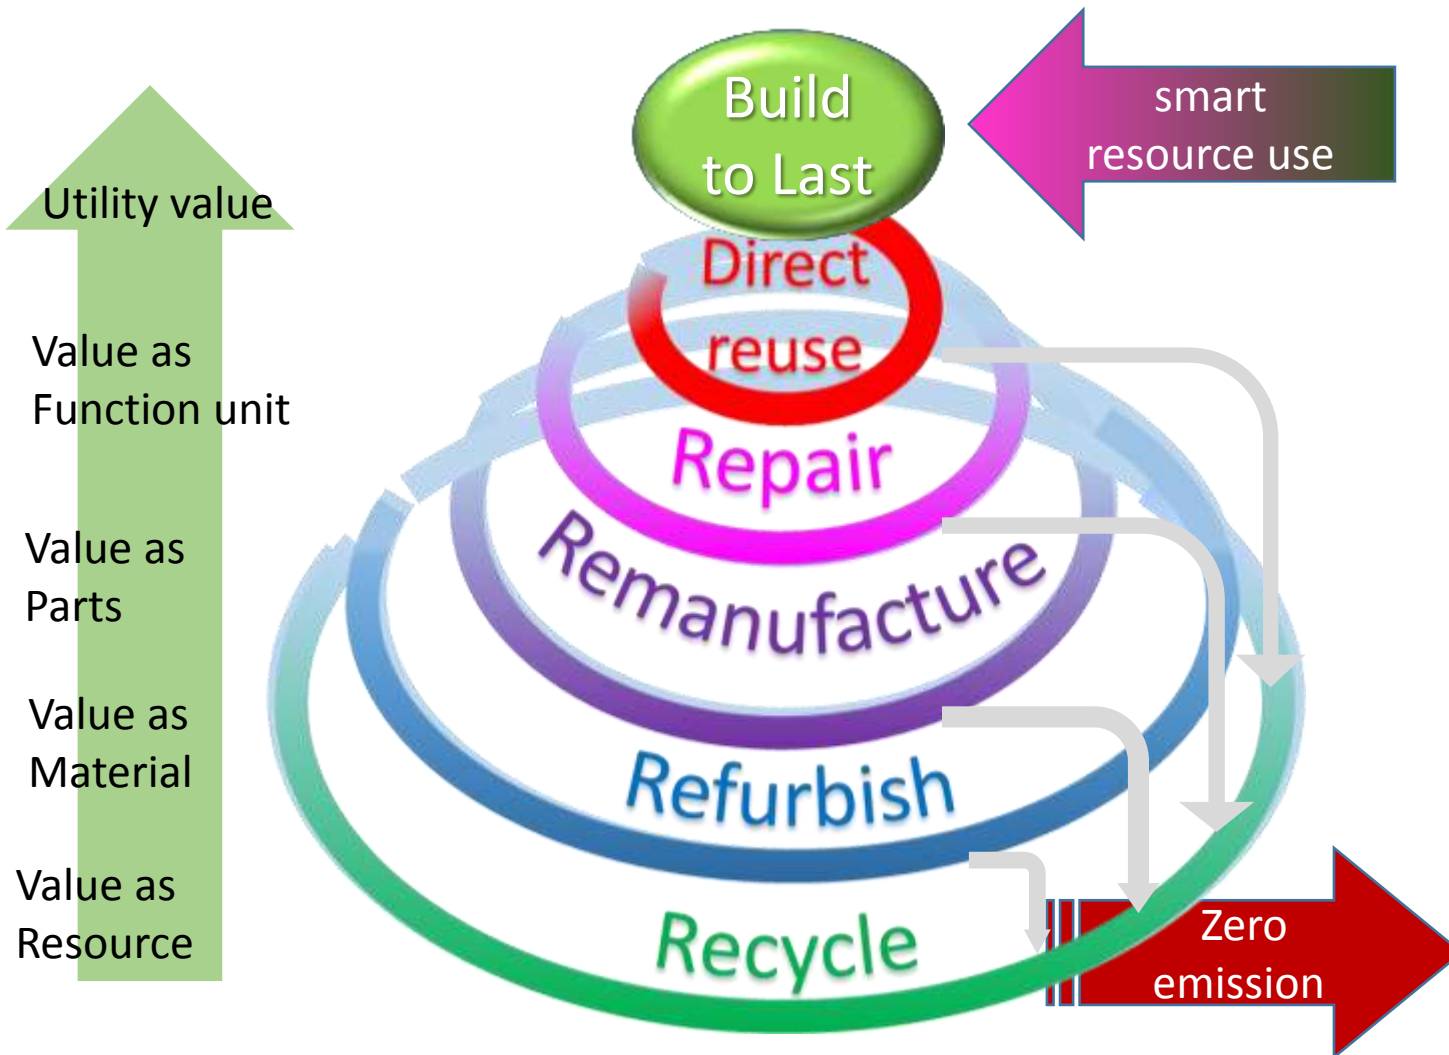 Build
to Last
smart
resource use
Utility value
Direct
reuse
Value as
Function unit
Repair
Value as
Parts
Remanufacture
Value as
Material
Refurbish
Value as
Resource
Recycle
Zero
emission